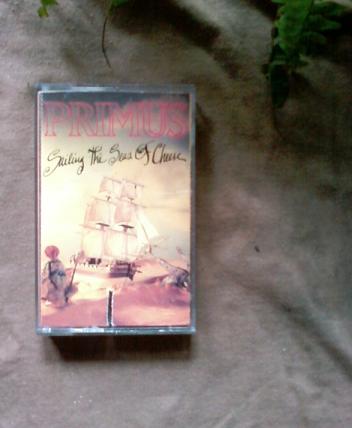 PRIMUS
Sailing The Seas Of Cheese